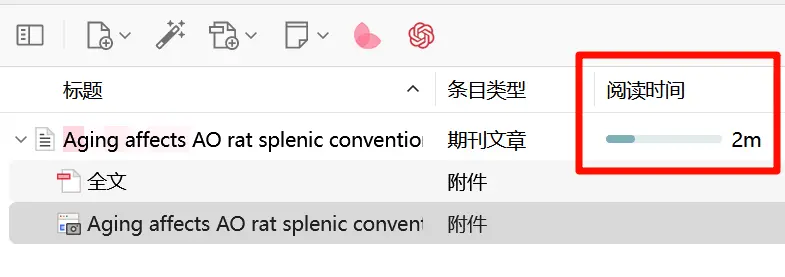 标题 条目类型 阅读时间
Aging affects AO rat splenic convention 期刊文章 2m
全文 附件
Aging affects AO rat splenic convent 附件